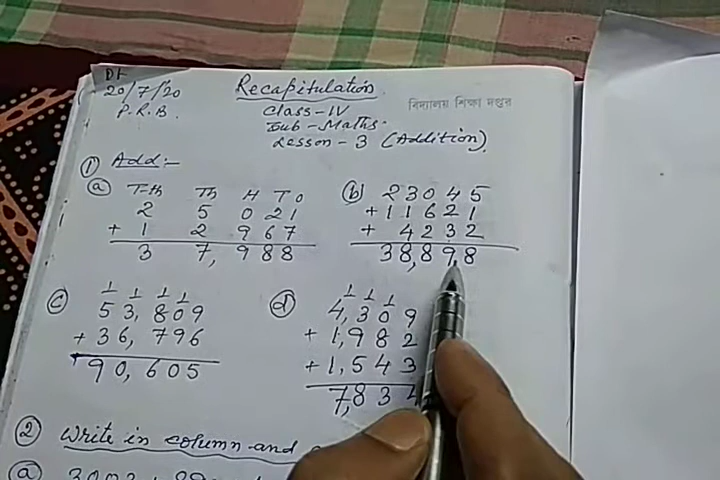 Dt
20/7/20
P.R.B.
Recapitulation
Class - IV
Sub - Maths.
Lesson - 3 (Addition)
বিদ্যালয় শিক্ষা দপ্তর
① Add:-
ⓐ T-th Th H T o
2 5 0 2 1
+ 1 2 9 6 7
3 7, 9 8 8
ⓑ 2 3 0 4 5
+ 1 1 6 2 1
+ 4 2 3 2
3 8, 8 9 8
ⓒ 1 1 1 1
5 3, 8 0 9
+ 3 6, 7 9 6
9 0, 6 0 5
ⓓ 1 1 1
4, 3 0 9
+ 1, 9 8 2
+ 1, 5 4 3
7, 8 3 4
② Write in column and
ⓐ